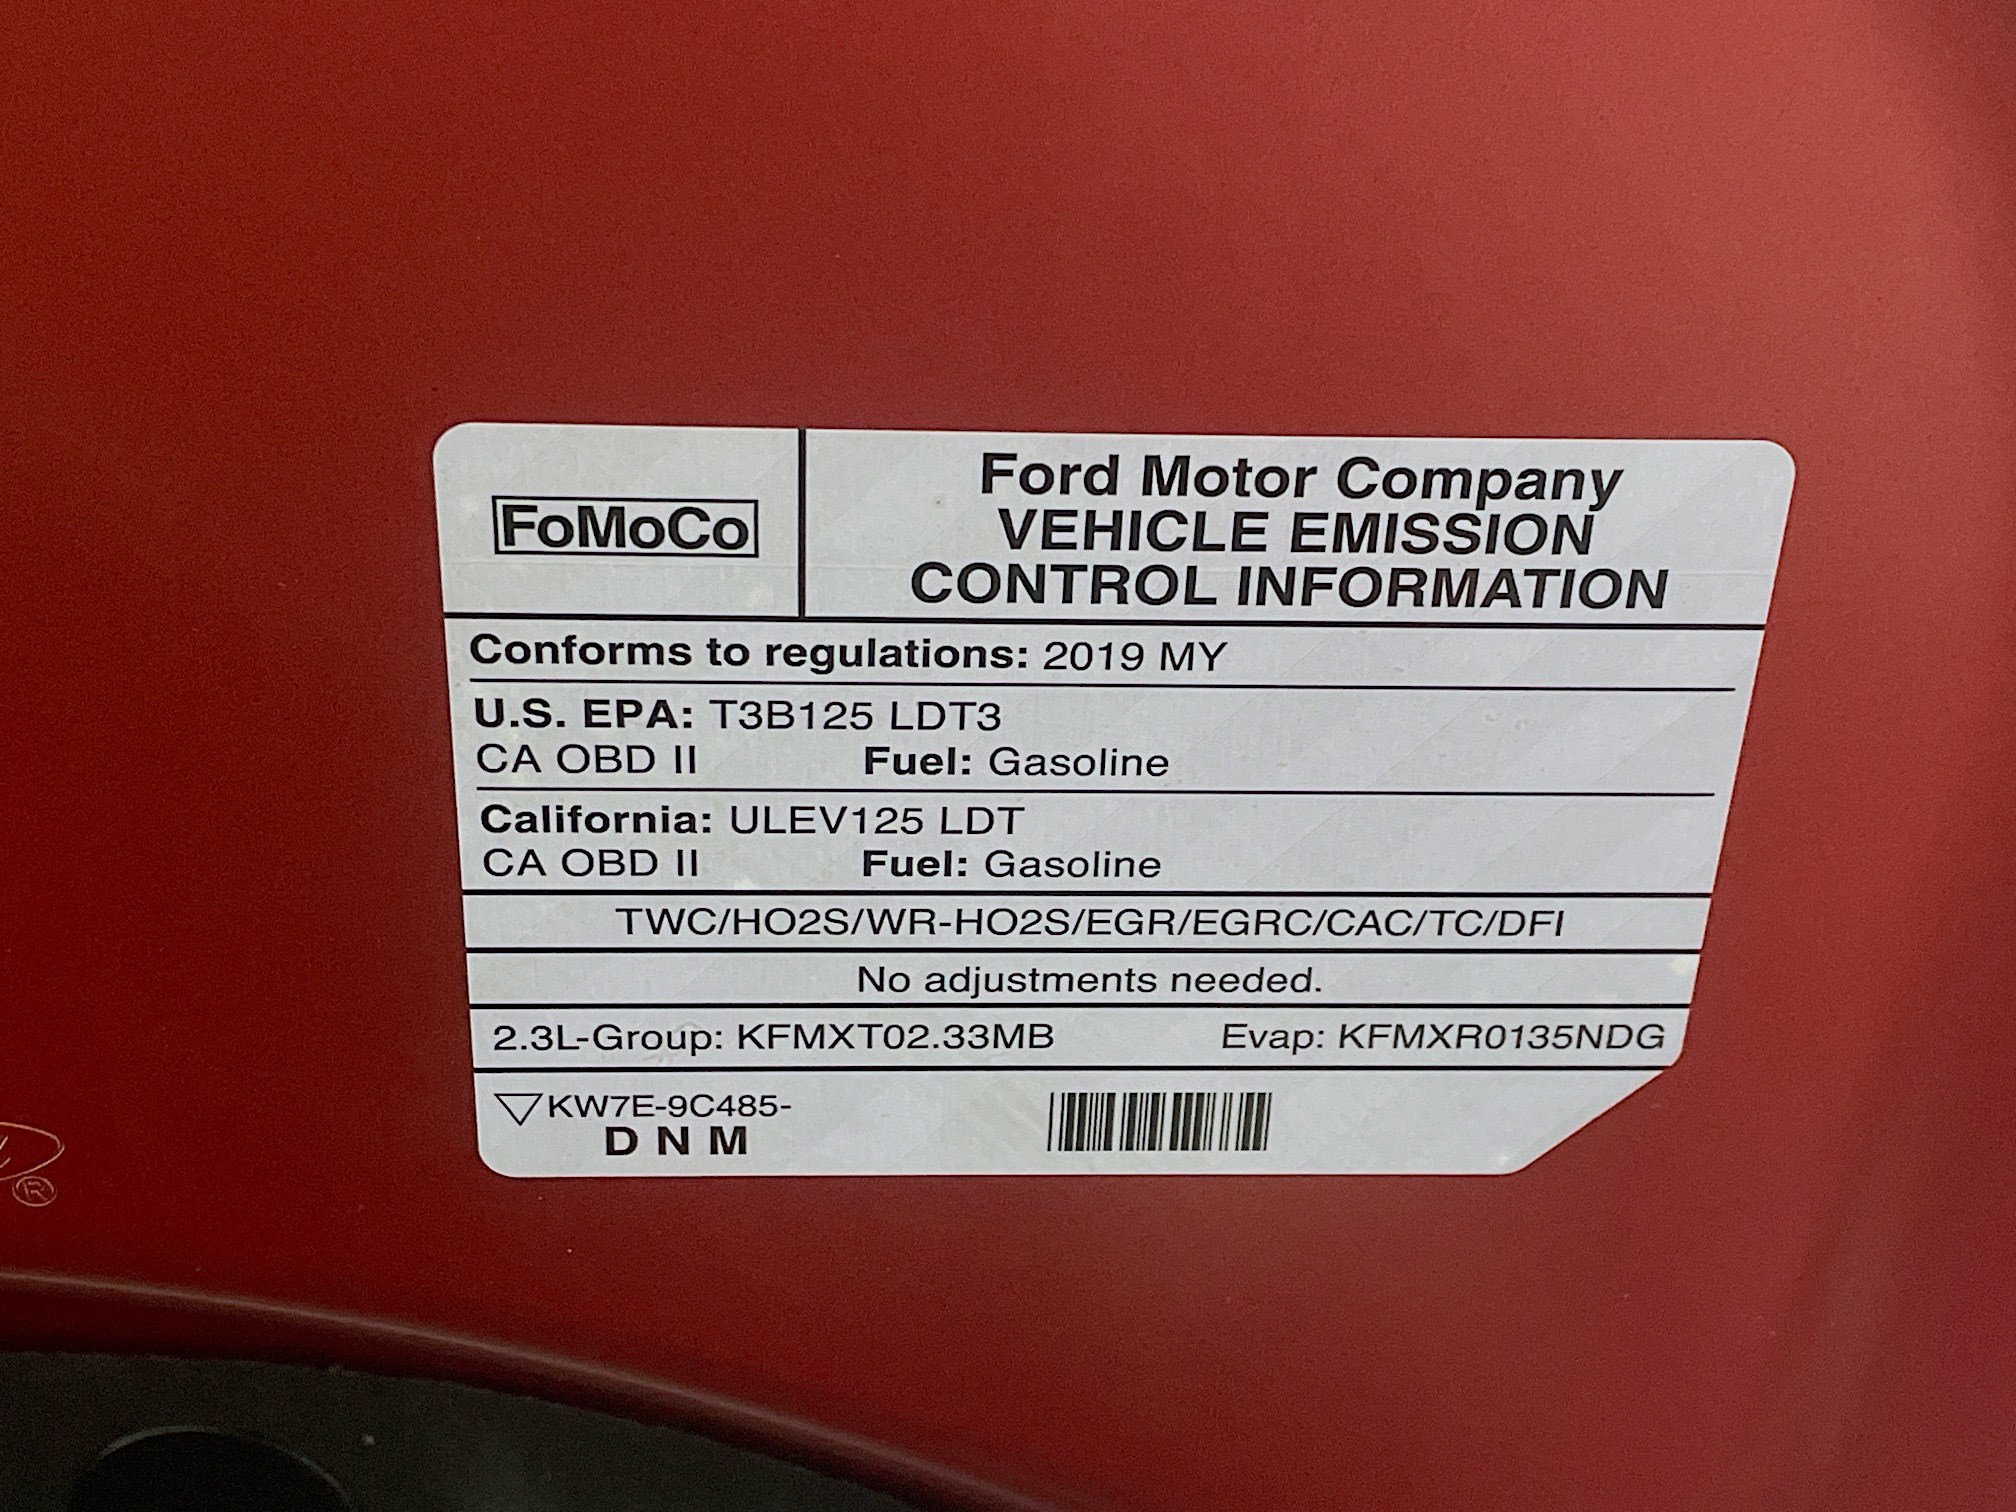 FoMoCo
Ford Motor Company
VEHICLE EMISSION
CONTROL INFORMATION
Conforms to regulations: 2019 MY
U.S. EPA: T3B125 LDT3
CA OBD II Fuel: Gasoline
California: ULEV125 LDT
CA OBD II Fuel: Gasoline
TWC/HO2S/WR-HO2S/EGR/EGRC/CAC/TC/DFI
No adjustments needed.
2.3L-Group: KFMXT02.33MB Evap: KFMXR0135NDG
KW7E-9C485-
D N M
®